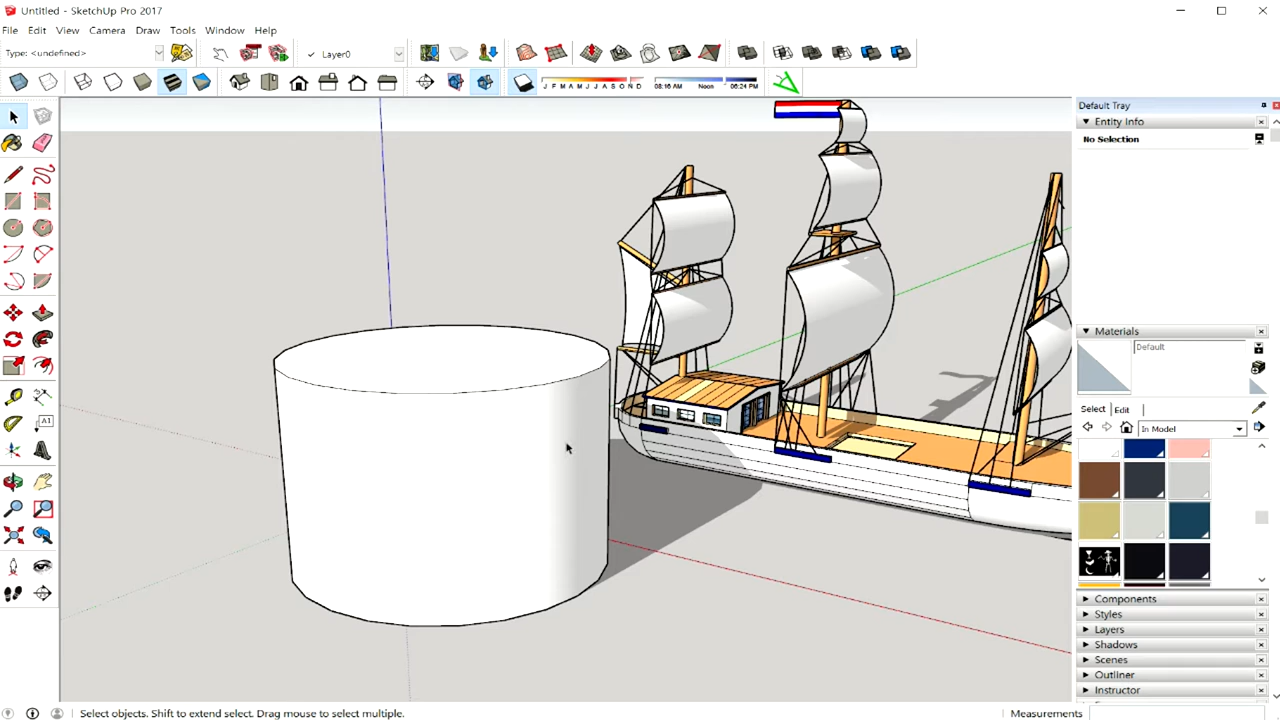 Untitled - SketchUp Pro 2017
File Edit View Camera Draw Tools Window Help
Type: <undefined>
✓ Layer0
J F M A M J J A S O N D
08:16 AM Noon 06:24 PM
Default Tray
Entity Info
No Selection
A1
Materials
Default
Select Edit
In Model
Components
Styles
Layers
Shadows
Scenes
Outliner
Instructor
Select objects. Shift to extend select. Drag mouse to select multiple.
Measurements